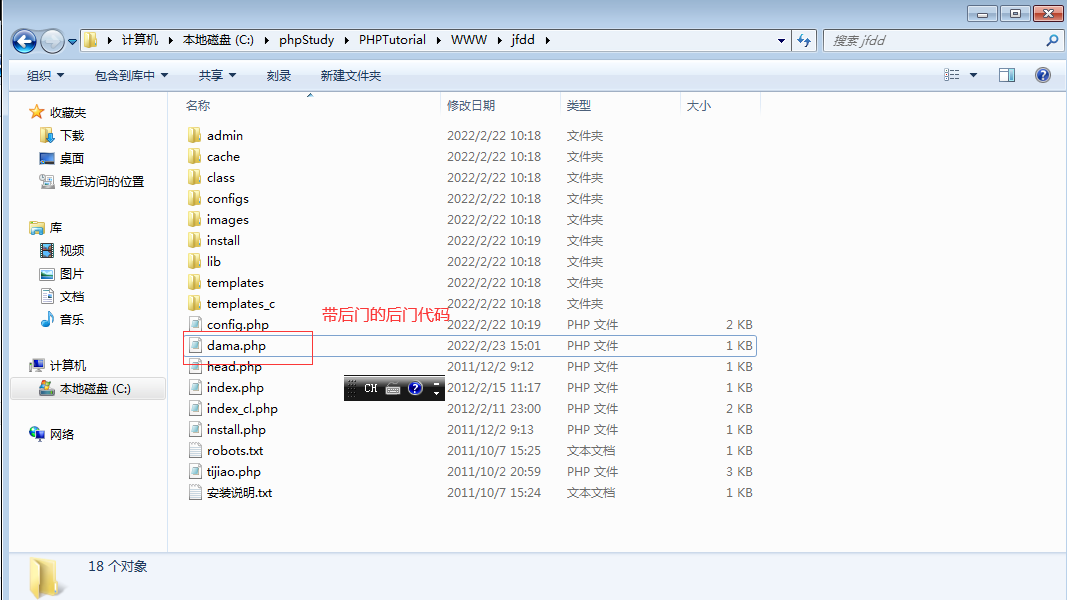 计算机 本地磁盘 (C:) phpStudy PHPTutorial WWW jfdd 搜索 jfdd
组织 包含到库中 共享 刻录 新建文件夹
收藏夹
下载
桌面
最近访问的位置
库
视频
图片
文档
音乐
计算机
本地磁盘 (C:)
网络
名称 修改日期 类型 大小
admin 2022/2/22 10:18 文件夹
cache 2022/2/22 10:18 文件夹
class 2022/2/22 10:18 文件夹
configs 2022/2/22 10:18 文件夹
images 2022/2/22 10:18 文件夹
install 2022/2/22 10:19 文件夹
lib 2022/2/22 10:18 文件夹
templates 2022/2/22 10:18 文件夹
templates_c 2022/2/22 10:18 文件夹
带后门的后门代码
config.php 2022/2/22 10:19 PHP 文件 2 KB
dama.php 2022/2/23 15:01 PHP 文件 1 KB
head.php 2011/12/2 9:12 PHP 文件 1 KB
index.php 2012/2/15 11:17 PHP 文件 1 KB
CH
index_cl.php 2012/2/11 23:00 PHP 文件 2 KB
install.php 2011/12/2 9:13 PHP 文件 1 KB
robots.txt 2011/10/7 15:25 文本文档 1 KB
tijiao.php 2011/10/2 20:59 PHP 文件 3 KB
安装说明.txt 2011/10/7 15:24 文本文档 1 KB
18 个对象